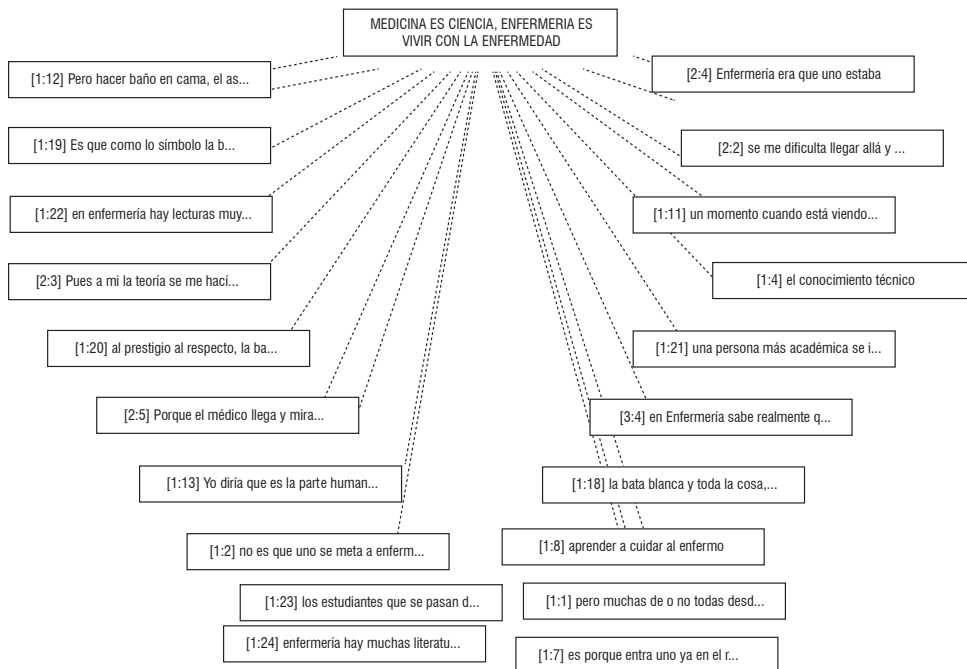 MEDICINA ES CIENCIA, ENFERMERIA ES
VIVIR CON LA ENFERMEDAD
[1:12] Pero hacer baño en cama, el as...
[2:4] Enfermería era que uno estaba
[1:19] Es que como lo símbolo la b...
[2:2] se me dificulta llegar allá y ...
[1:22] en enfermería hay lecturas muy...
[1:11] un momento cuando está viendo...
[2:3] Pues a mi la teoría se me hací...
[1:4] el conocimiento técnico
[1:20] al prestigio al respecto, la ba...
[1:21] una persona más académica se i...
[2:5] Porque el médico llega y mira...
[3:4] en Enfermería sabe realmente q...
[1:13] Yo diría que es la parte human...
[1:18] la bata blanca y toda la cosa,...
[1:2] no es que uno se meta a enferm...
[1:8] aprender a cuidar al enfermo
[1:23] los estudiantes que se pasan d...
[1:1] pero muchas de o no todas desd...
[1:24] enfermería hay muchas literatu...
[1:7] es porque entra uno ya en el r...